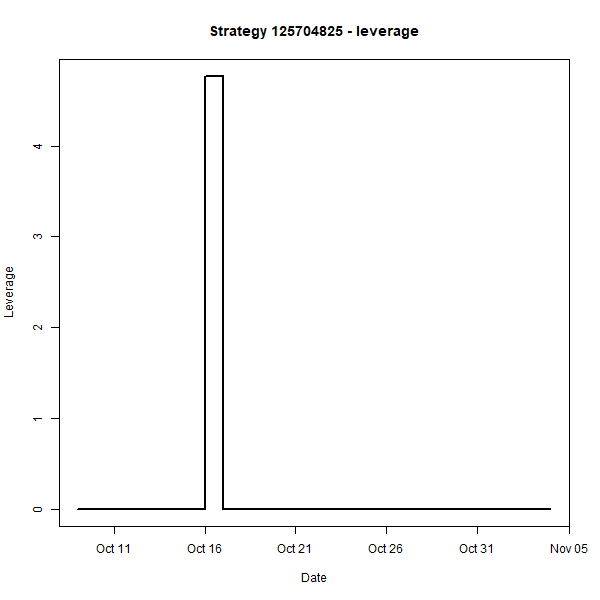 Strategy 125704825 - leverage
4
3
2
1
0
Leverage
Oct 11
Oct 16
Oct 21
Oct 26
Oct 31
Nov 05
Date